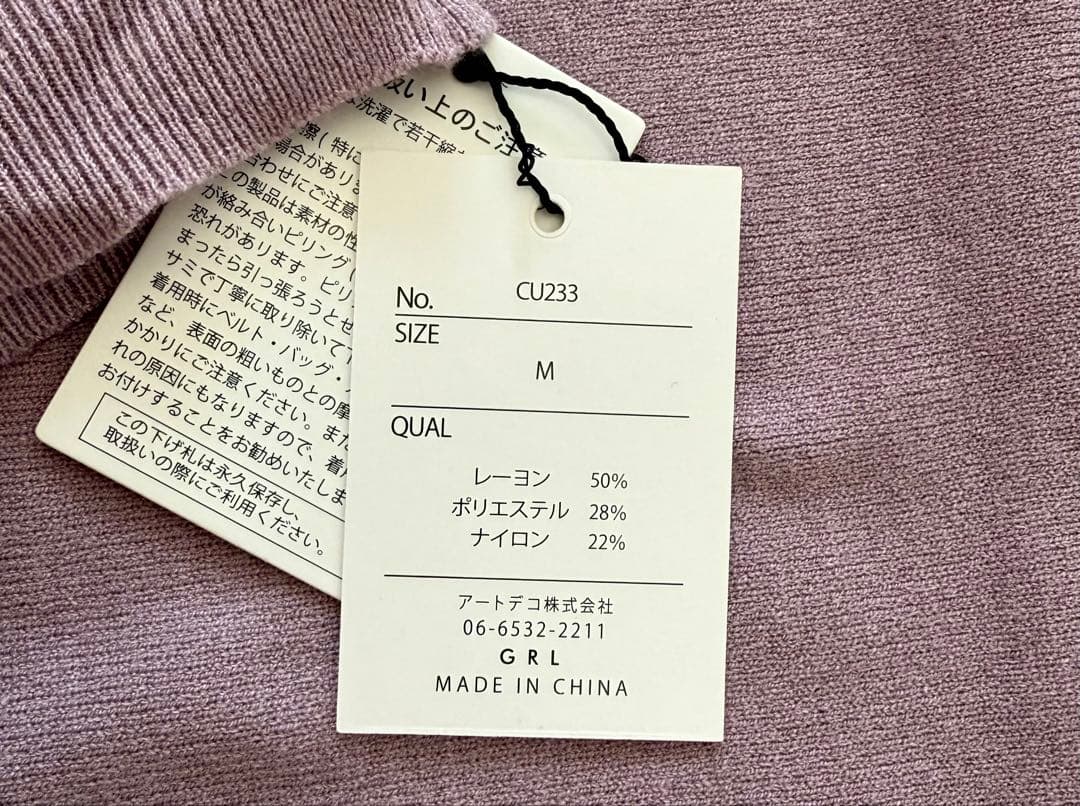 扱い上のご注意
洗濯で若干縮
擦(特に
場合があります
合わせにご注意
の製品は素材の性
が絡み合いピリング(
恐れがあります。ピリ
まったら引っ張ろうとせ
サミで丁寧に取り除いて下
着用時にベルト・バッグ・
など、表面の粗いものとの摩
かかりにご注意ください。また
れの原因にもなりますので、着
お付けすることをお勧めいたしま
この下げ札は永久保存し、
取扱いの際にご利用ください。
No. CU233
SIZE
M
QUAL
レーヨン 50%
ポリエステル 28%
ナイロン 22%
アートデコ株式会社
06-6532-2211
GRL
MADE IN CHINA